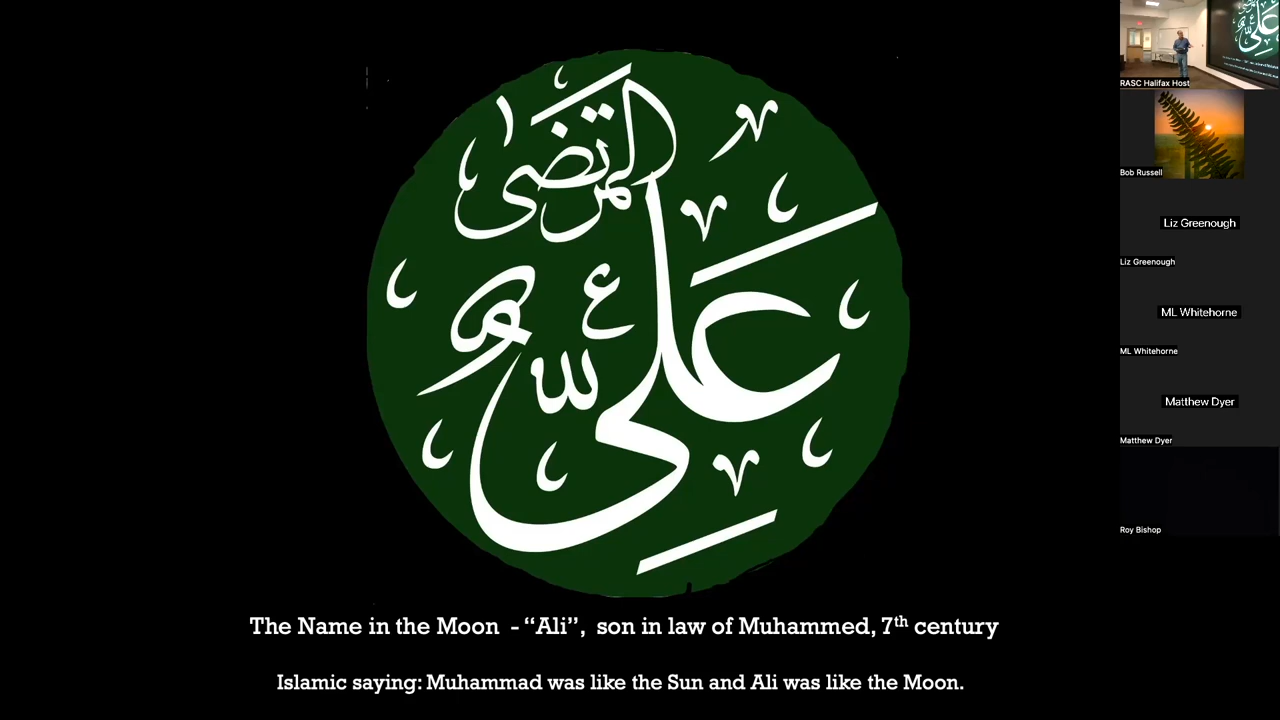 المرتضى
علي
The Name in the Moon - “Ali”, son in law of Muhammed, 7th century
Islamic saying: Muhammad was like the Sun and Ali was like the Moon.
RASC Halifax Host
Bob Russell
Liz Greenough
Liz Greenough
ML Whitehorne
ML Whitehorne
Matthew Dyer
Matthew Dyer
Roy Bishop